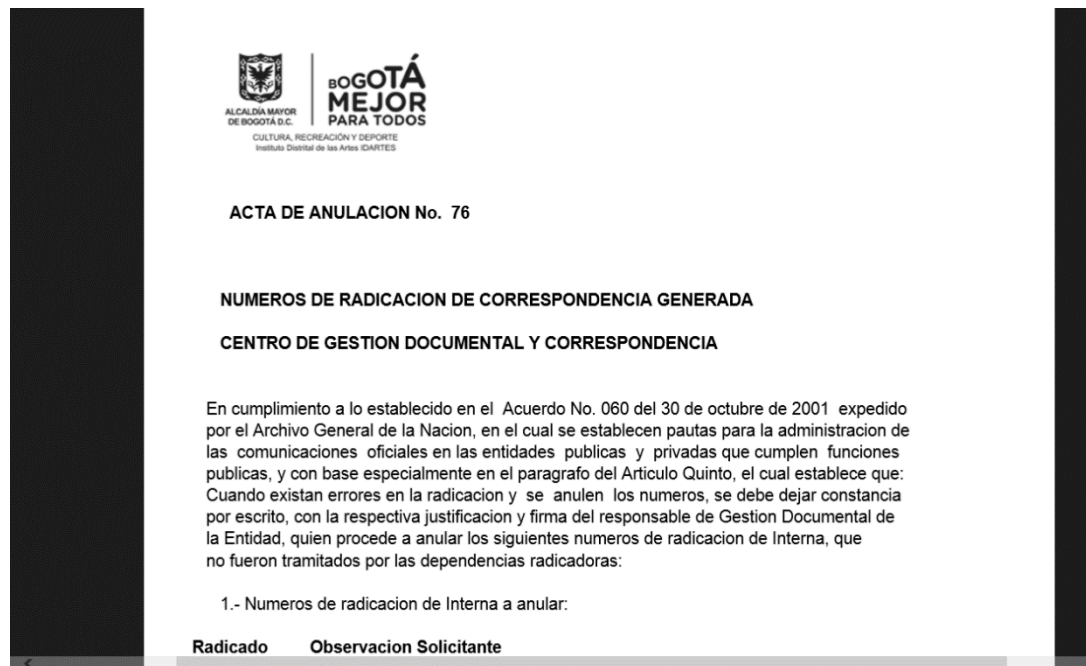 ALCALDÍA MAYOR
DE BOGOTÁ D.C.
BOGOTÁ
MEJOR
PARA TODOS
CULTURA, RECREACIÓN Y DEPORTE
Instituto Distrital de las Artes IDARTES
ACTA DE ANULACION No. 76
NUMEROS DE RADICACION DE CORRESPONDENCIA GENERADA
CENTRO DE GESTION DOCUMENTAL Y CORRESPONDENCIA
En cumplimiento a lo establecido en el Acuerdo No. 060 del 30 de octubre de 2001 expedido
por el Archivo General de la Nacion, en el cual se establecen pautas para la administracion de
las comunicaciones oficiales en las entidades publicas y privadas que cumplen funciones
publicas, y con base especialmente en el paragrafo del Articulo Quinto, el cual establece que:
Cuando existan errores en la radicacion y se anulen los numeros, se debe dejar constancia
por escrito, con la respectiva justificacion y firma del responsable de Gestion Documental de
la Entidad, quien procede a anular los siguientes numeros de radicacion de Interna, que
no fueron tramitados por las dependencias radicadoras:
1.- Numeros de radicacion de Interna a anular:
Radicado Observacion Solicitante